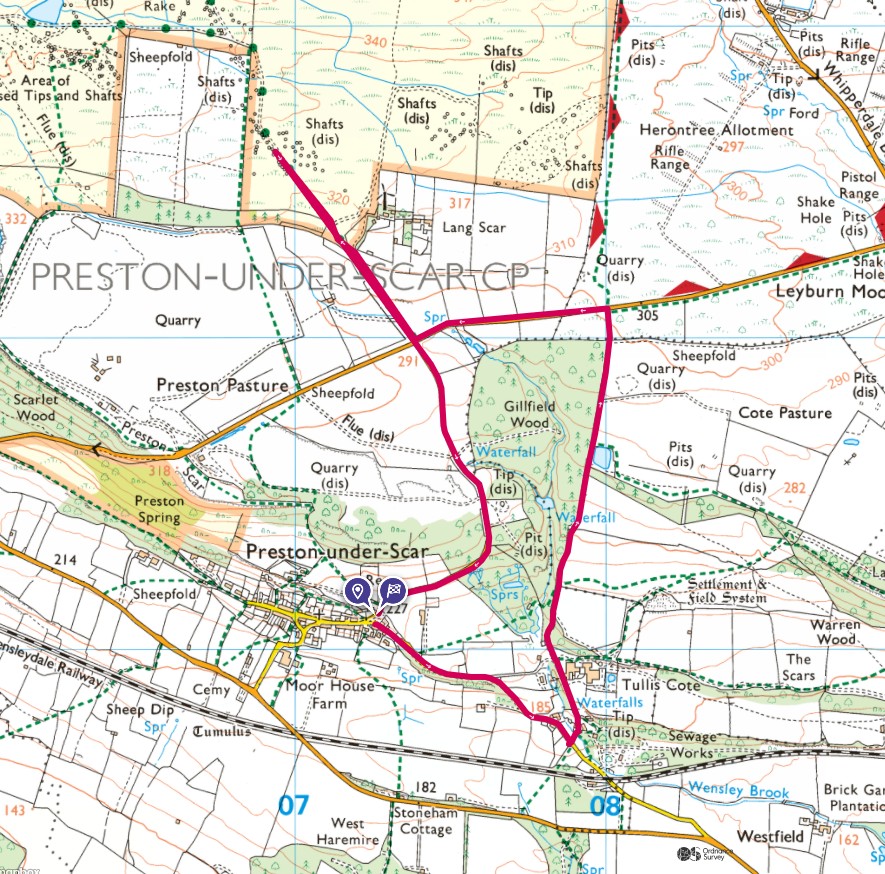 (dis)
Rake
340
Shafts
(dis)
Pits
(dis)
Shaft
(dis)
Pits
(dis)
Rifle
Range
Sheepfold
Area of
sed Tips and Shafts
Shafts
(dis)
Spr
Tip
(dis)
Whipperdale
Flue (dis)
Shafts
(dis)
Shafts
(dis)
Tip
(dis)
Spr
Ford
Herontree Allotment
297
Rifle
Range
Shafts
(dis)
Pistol
Range
320
317
300
Shake
Hole
Pits
(dis)
332
Lang Scar
310
PRESTON-UNDER-SCAR CP
Quarry
(dis)
Shake
Hole
Leyburn Moo
Quarry
Spr
305
291
Sheepfold
300
Quarry
(dis)
290
Pits
(dis)
Preston Pasture
Sheepfold
Scarlet
Wood
Gillfield
Wood
Cote Pasture
Flue (dis)
Preston
Scar
318
Waterfall
Pits
(dis)
Quarry
(dis)
Tip
(dis)
Quarry
(dis)
282
Preston
Spring
Waterfall
Pit
(dis)
Preston-under-Scar
214
Sheepfold
Sprs
Settlement &
Field System
227
Warren
Wood
ensleydale Railway
The
Scars
Spr
Cemy
Moor House
Farm
Tullis Cote
Sheep Dip
Spr
185
Waterfalls
Tip
(dis)
Tumulus
Sewage
Works
182
Wensley Brook
Brick Gar
Plantatio
143
07
08
Stoneham
Cottage
West
Haremire
Westfield
162
Ordnance
Survey
Spr
Sp
mapbox